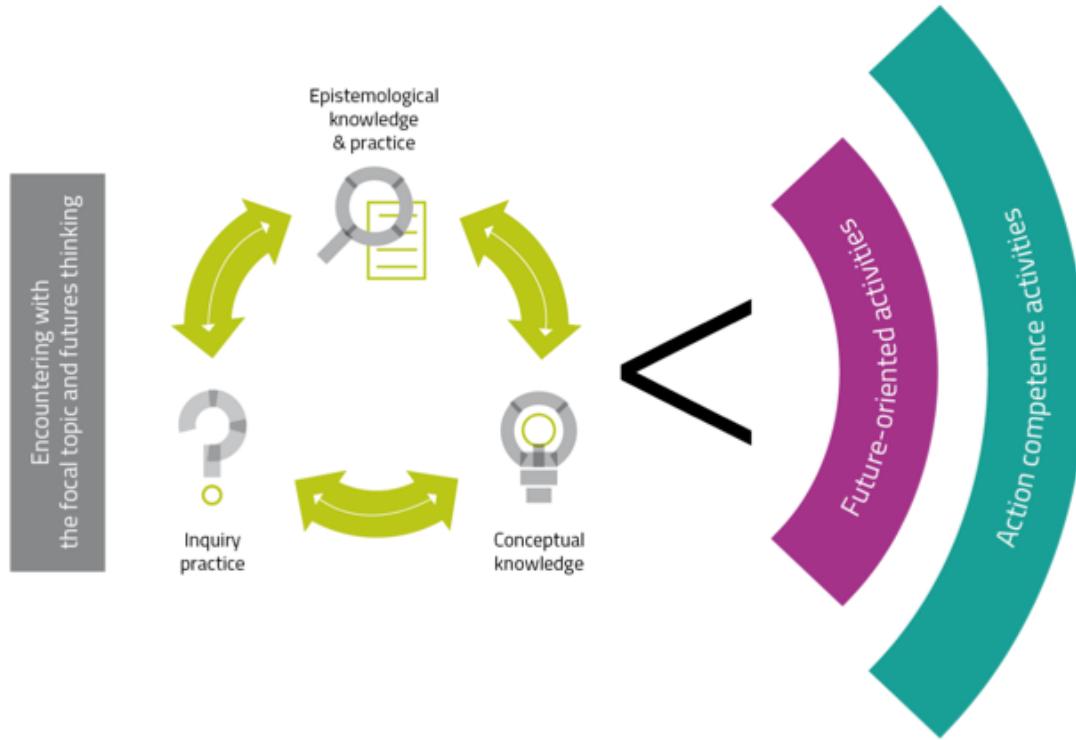 Encountering with
the focal topic and futures thinking
Epistemological
knowledge
& practice
Inquiry
practice
Conceptual
knowledge
Future-oriented activities
Action competence activities